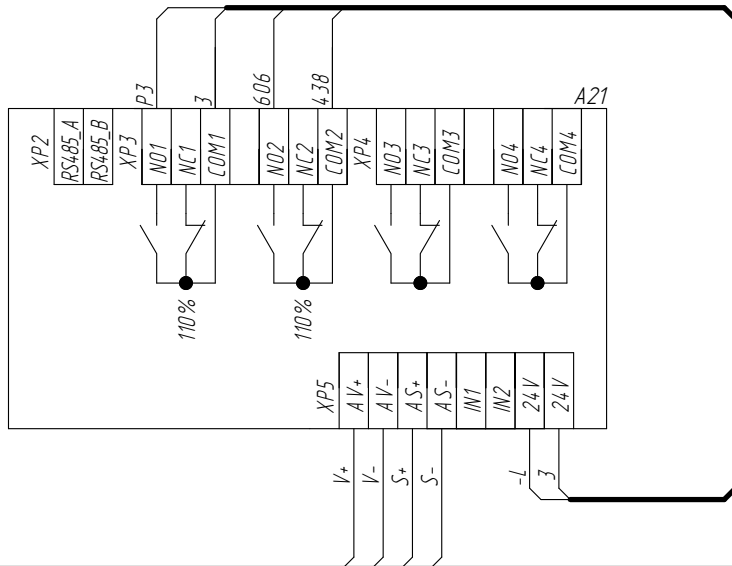 P3
3
606
438
A21
XP2
RS485_A
RS485_B
XP3
NO1
NC1
COM1
NO2
NC2
COM2
XP4
NO3
NC3
COM3
NO4
NC4
COM4
110%
110%
XP5
AV+
AV-
AS+
AS-
IN1
IN2
24V
24V
V+
V-
S+
S-
-L
3